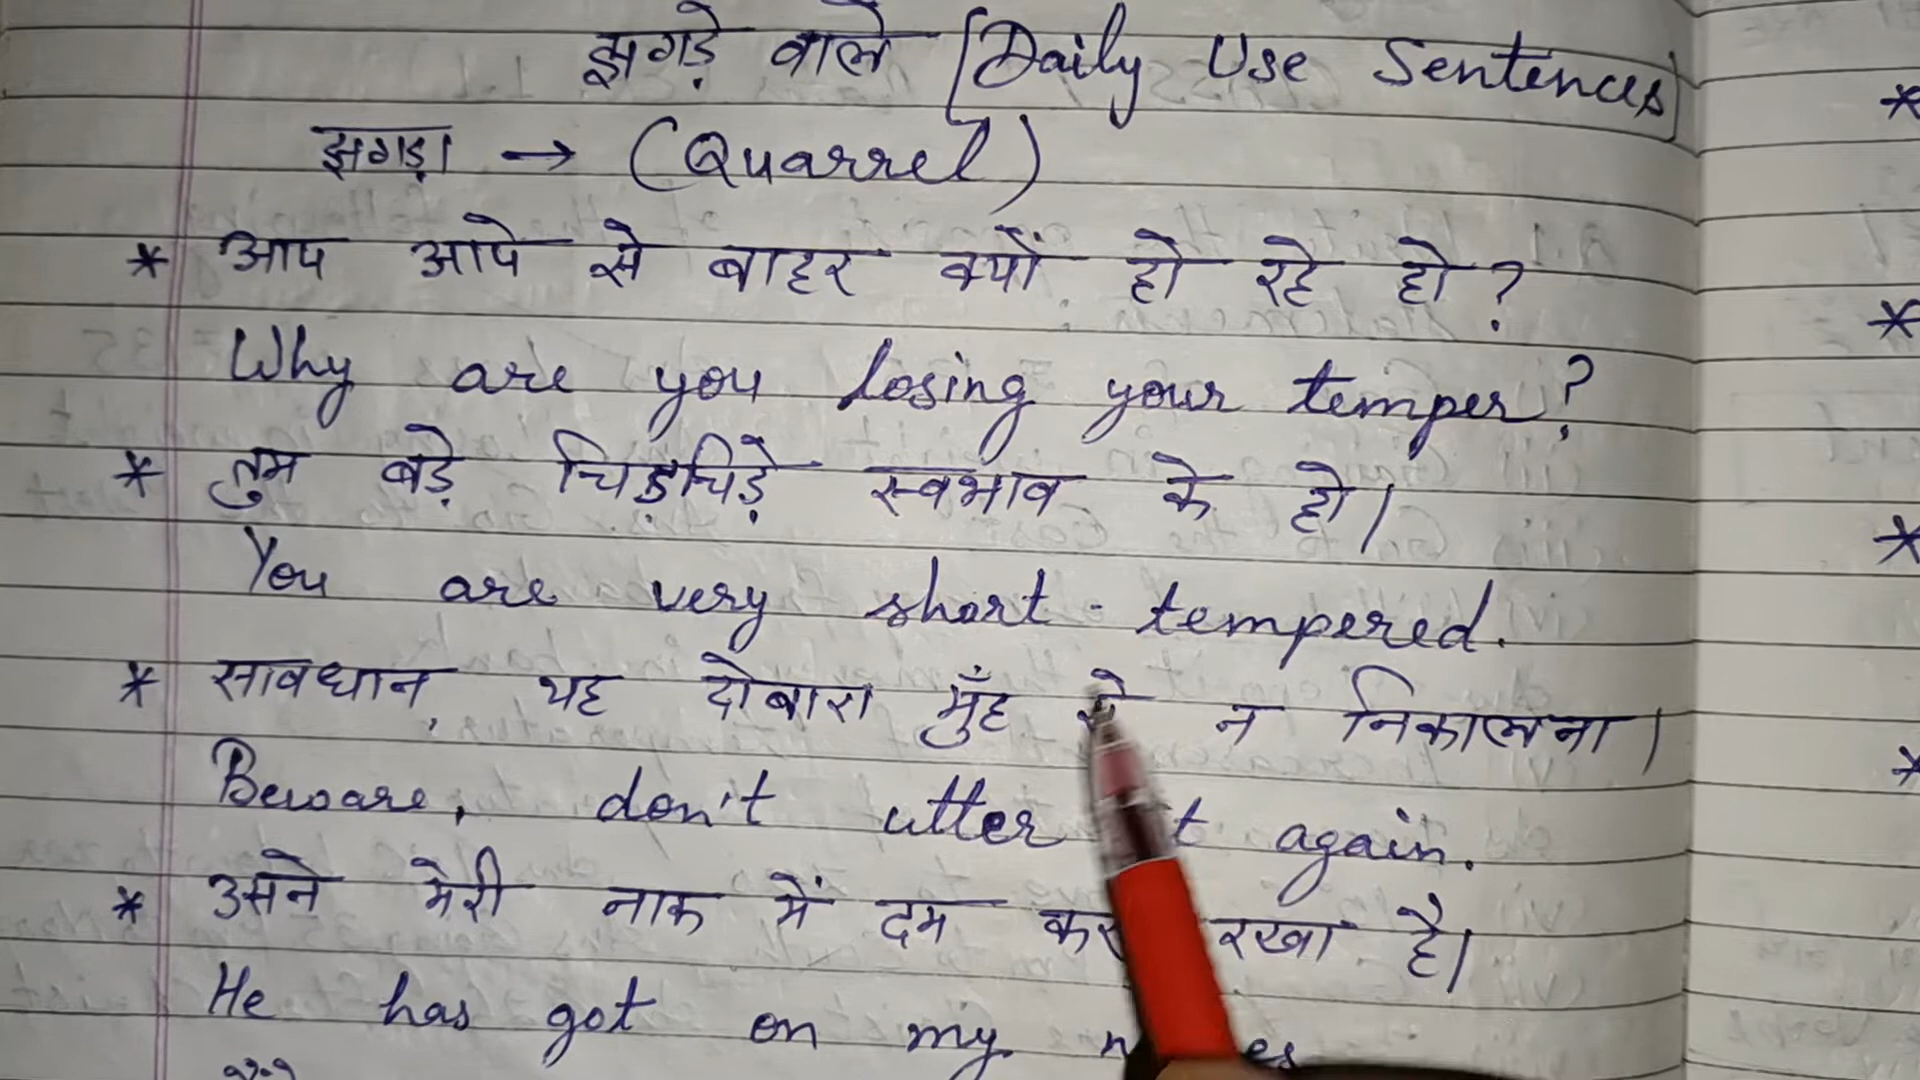 झगड़े वाले [Daily Use Sentences]
झगड़ा → (Quarrel)
* आप आपे से बाहर क्यों हो रहे हो?
Why are you losing your temper?
* तुम बड़े चिड़चिड़े स्वभाव के हो।
You are very short-tempered.
* सावधान, यह दोबारा मुँह से न निकालना।
Beware, don't utter it again.
* उसने मेरी नाक में दम कर रखा है।
He has got on my